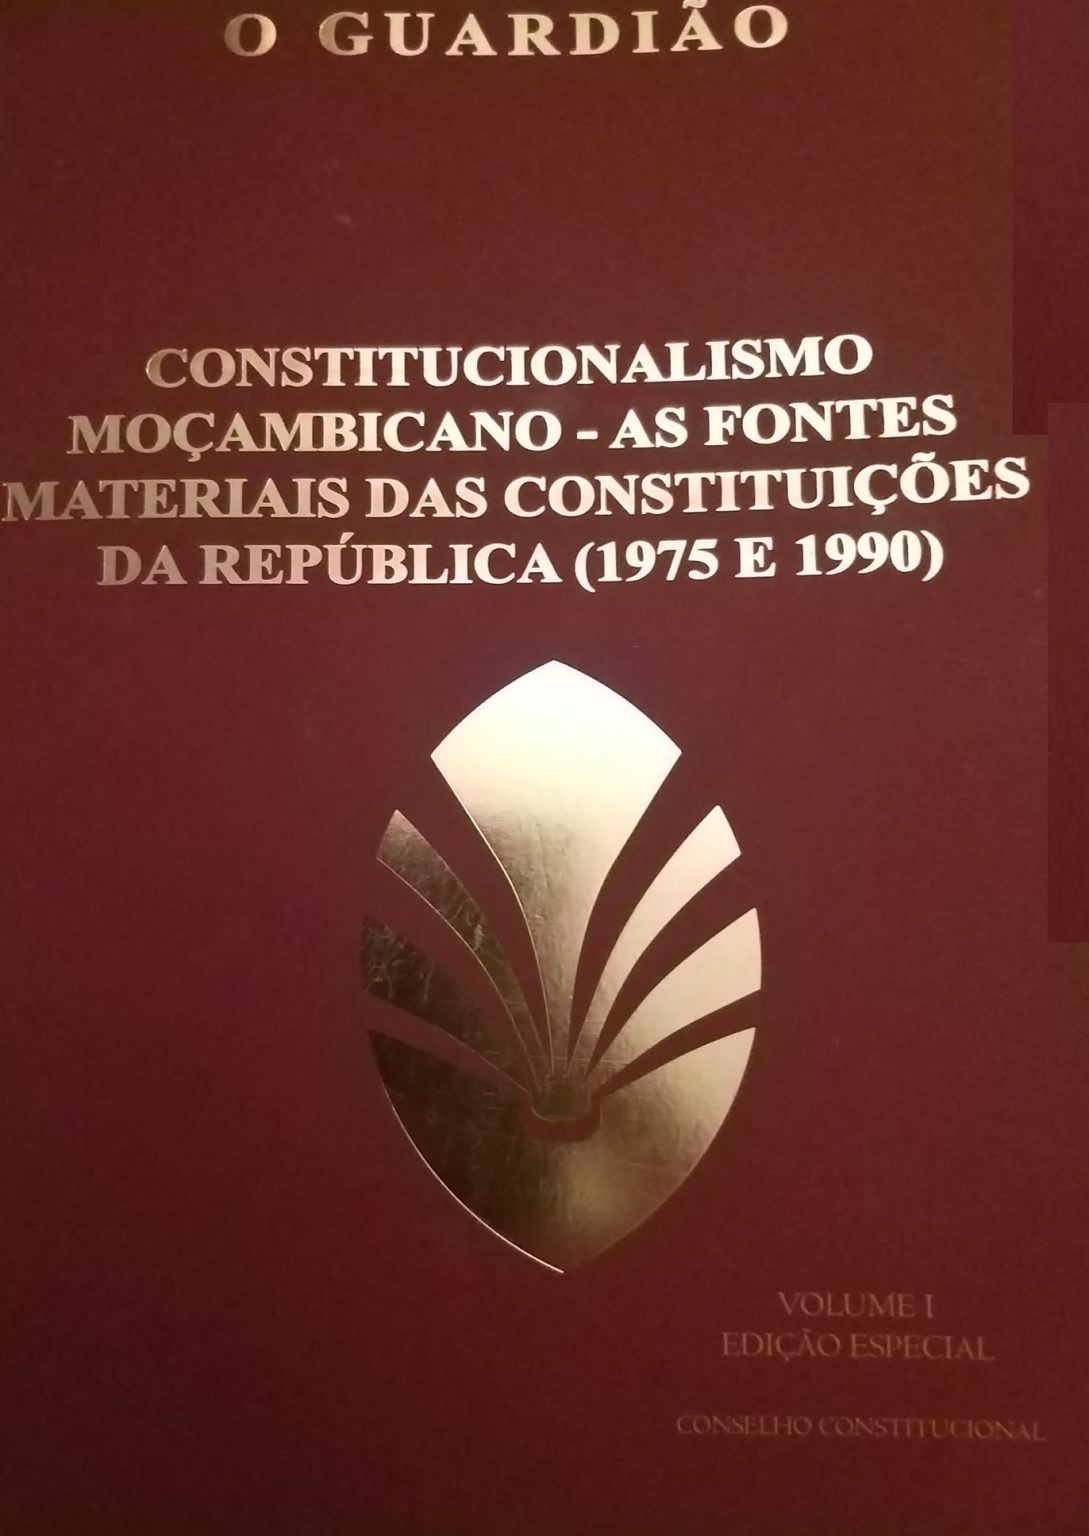 O GUARDIÃO
CONSTITUCIONALISMO
MOÇAMBICANO - AS FONTES
MATERIAIS DAS CONSTITUIÇÕES
DA REPÚBLICA (1975 E 1990)
VOLUME I
EDIÇÃO ESPECIAL
CONSELHO CONSTITUCIONAL